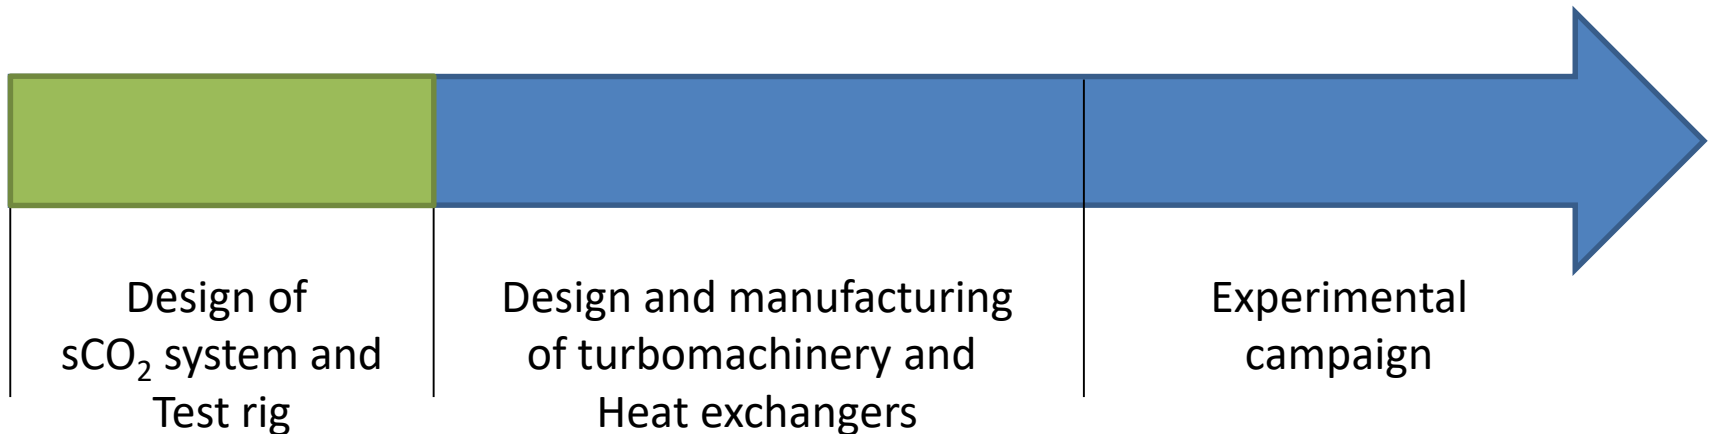 Design of
sCO₂ system and
Test rig
Design and manufacturing
of turbomachinery and
Heat exchangers
Experimental
campaign